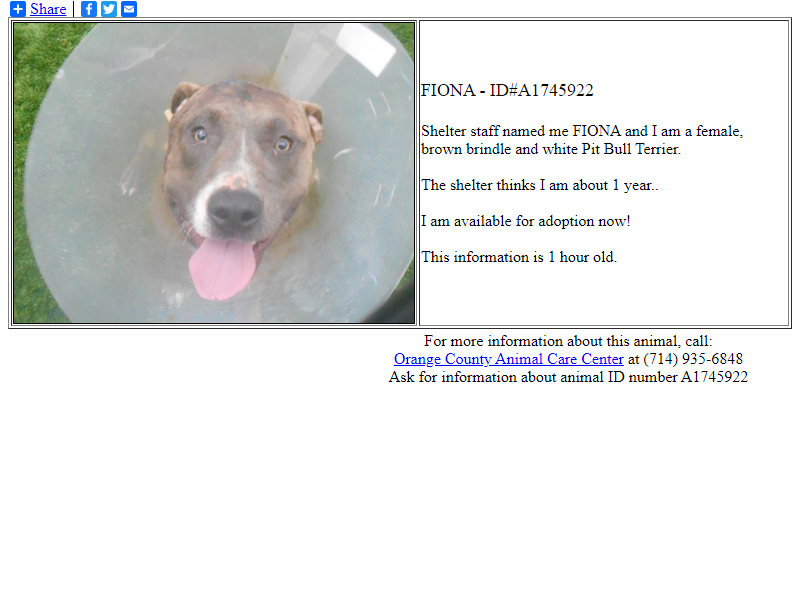 Share |
FIONA - ID#A1745922
Shelter staff named me FIONA and I am a female,
brown brindle and white Pit Bull Terrier.
The shelter thinks I am about 1 year..
I am available for adoption now!
This information is 1 hour old.
For more information about this animal, call:
Orange County Animal Care Center at (714) 935-6848
Ask for information about animal ID number A1745922